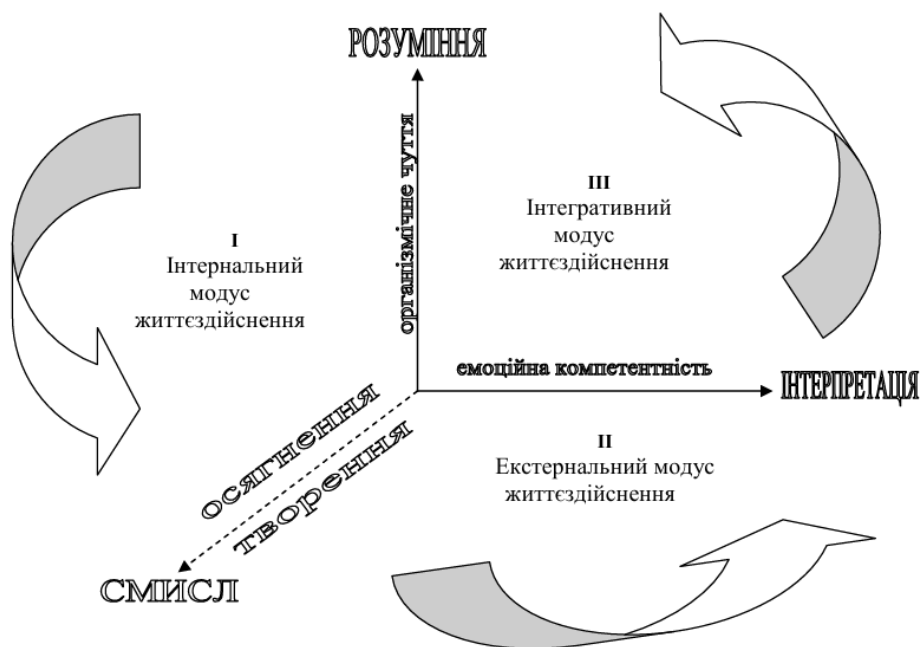 РОЗУМІННЯ
організмічне чуття
III
Інтегративний
модус
життєздійснення
I
Інтернальний
модус
життєздійснення
емоційна компетентність
ІНТЕРПРЕТАЦІЯ
II
Екстернальний модус
життєздійснення
осягнення
творення
СМИСЛ